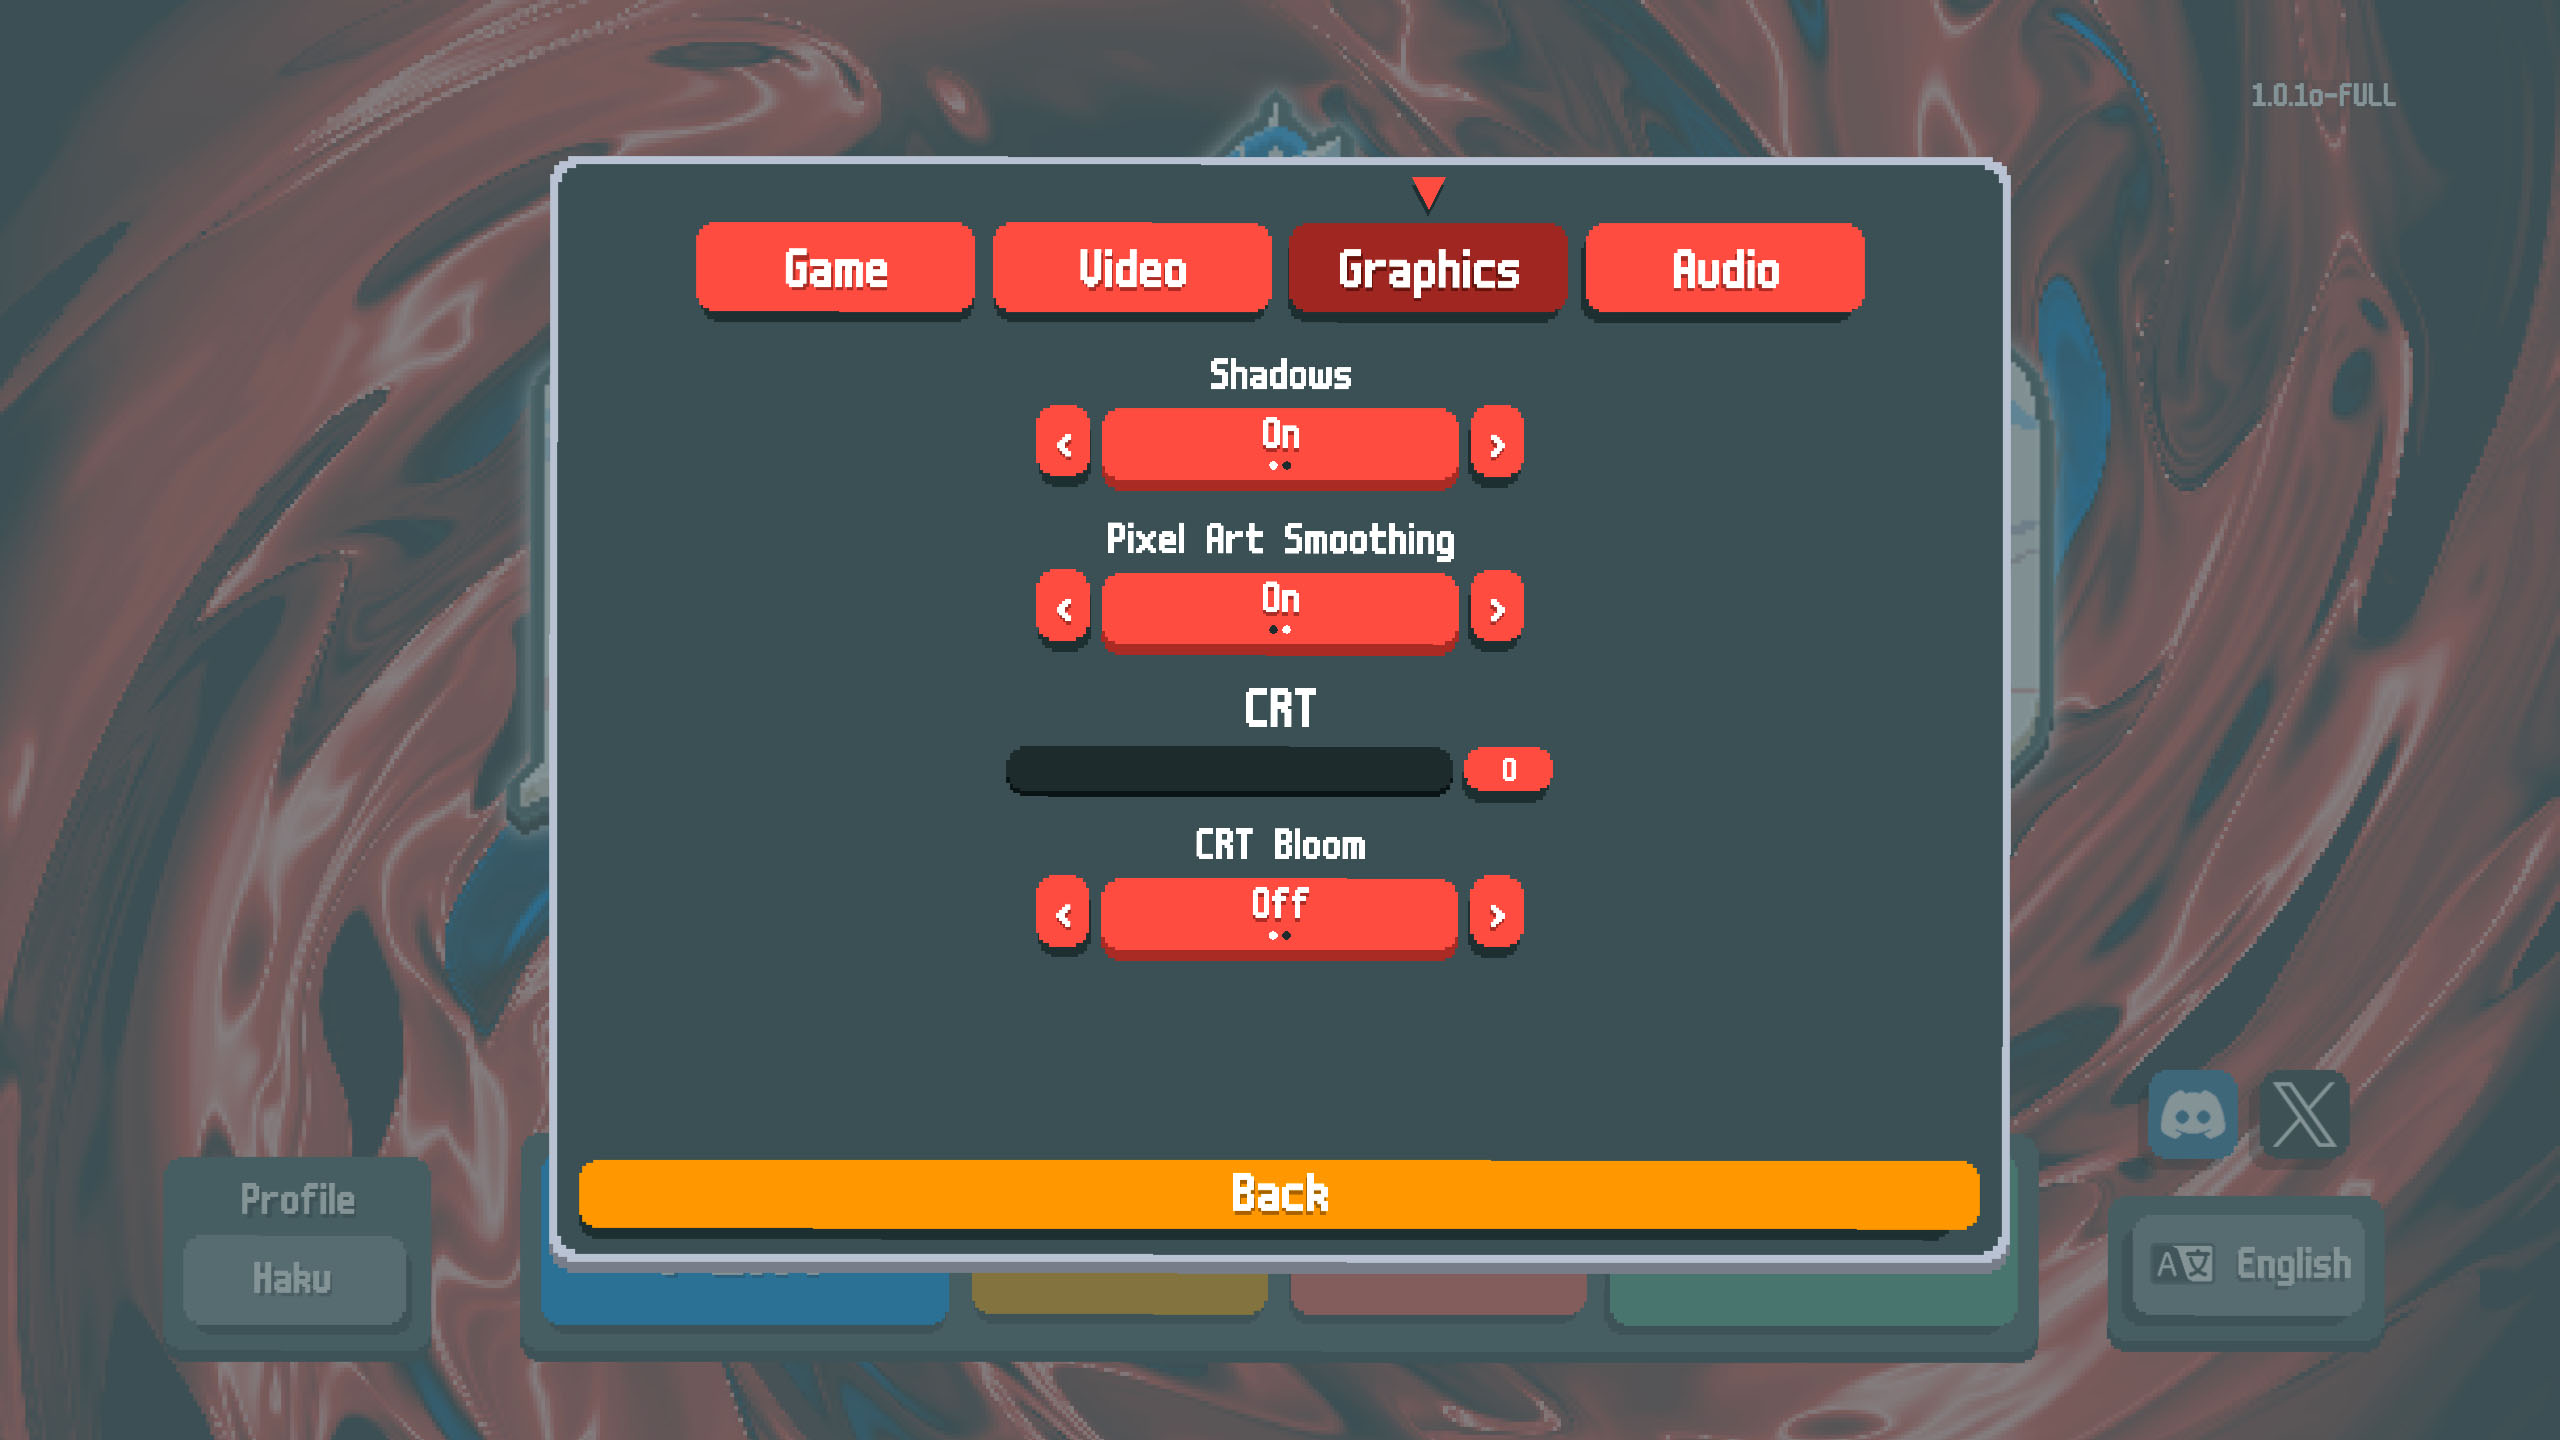 1.0.1o-FULL
Game
Video
Graphics
Audio
Shadows
<
On
>
Pixel Art Smoothing
<
On
>
CRT
0
CRT Bloom
<
Off
>
Back
Profile
Haku
A文 English